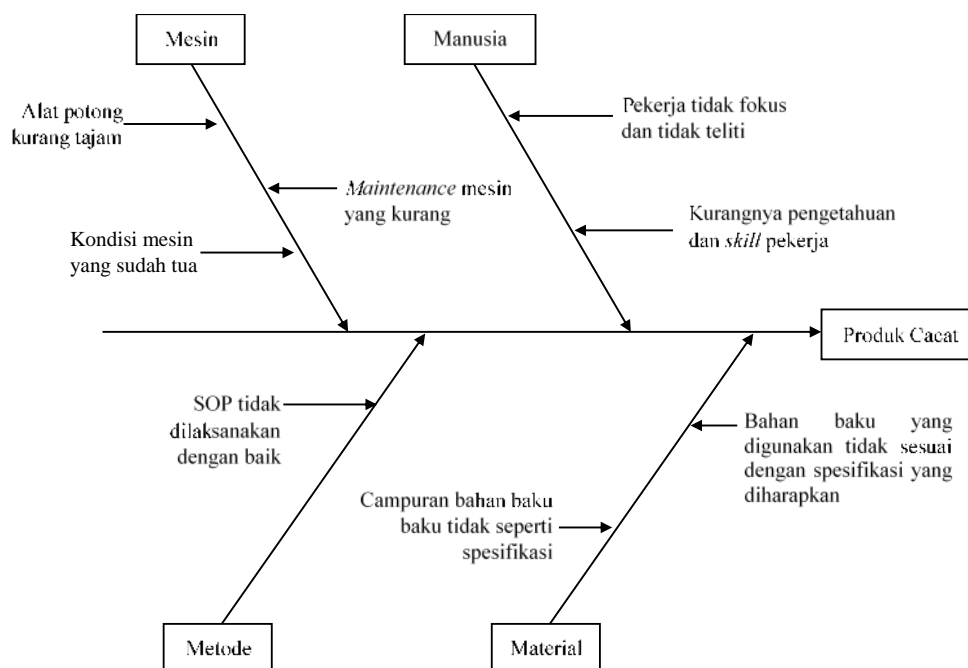 Mesin
Manusia
Alat potong
kurang tajam
Pekerja tidak fokus
dan tidak teliti
Maintenance mesin
yang kurang
Kurangnya pengetahuan
dan skill pekerja
Kondisi mesin
yang sudah tua
Produk Cacat
SOP tidak
dilaksanakan
dengan baik
Bahan baku yang
digunakan tidak sesuai
dengan spesifikasi yang
diharapkan
Campuran bahan baku
baku tidak seperti
spesifikasi
Metode
Material